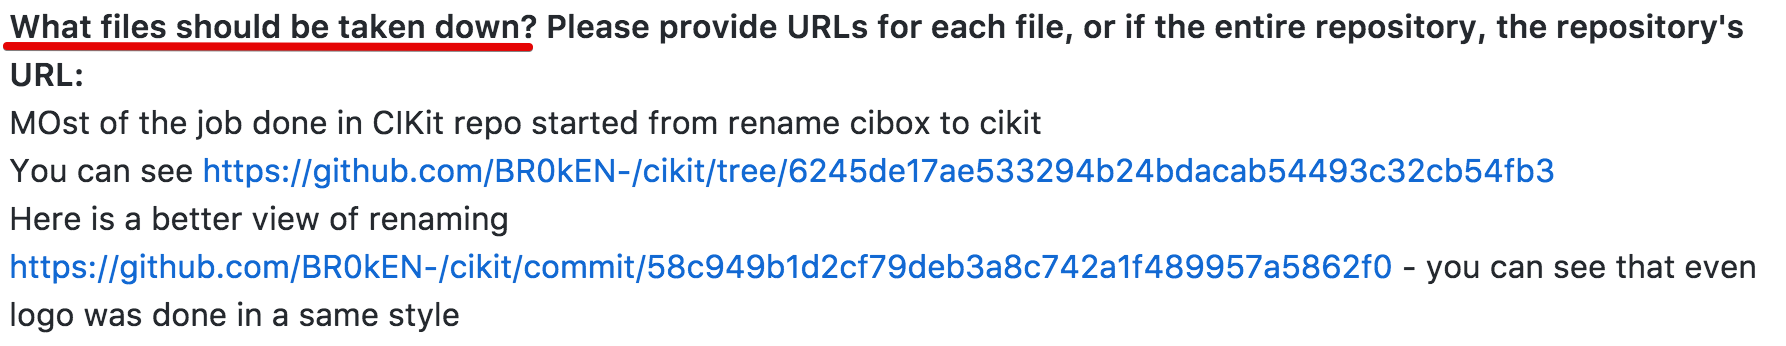 What files should be taken down? Please provide URLs for each file, or if the entire repository, the repository's
URL:
MOst of the job done in CIKit repo started from rename cibox to cikit
You can see https://github.com/BR0kEN-/cikit/tree/6245de17ae533294b24bdacab54493c32cb54fb3
Here is a better view of renaming
https://github.com/BR0kEN-/cikit/commit/58c949b1d2cf79deb3a8c742a1f489957a5862f0 - you can see that even
logo was done in a same style